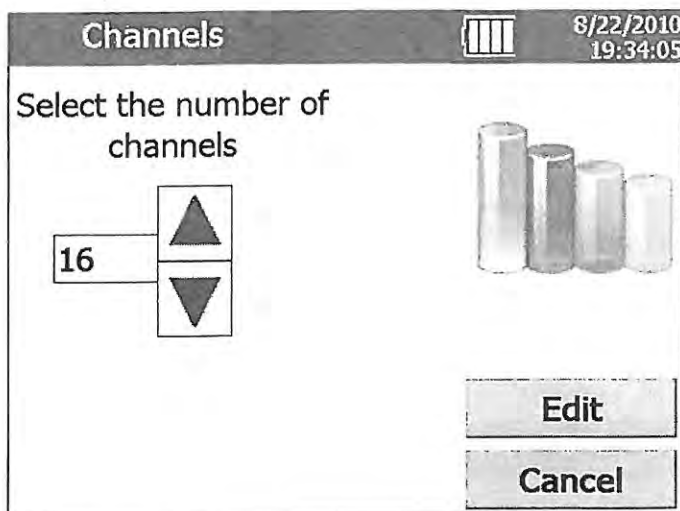 Channels
8/22/2010
19:34:05
Select the number of
channels
16
Edit
Cancel